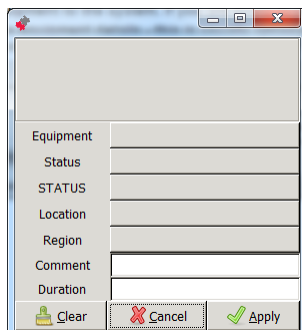 Equipment
Status
STATUS
Location
Region
Comment
Duration
Clear Cancel Apply